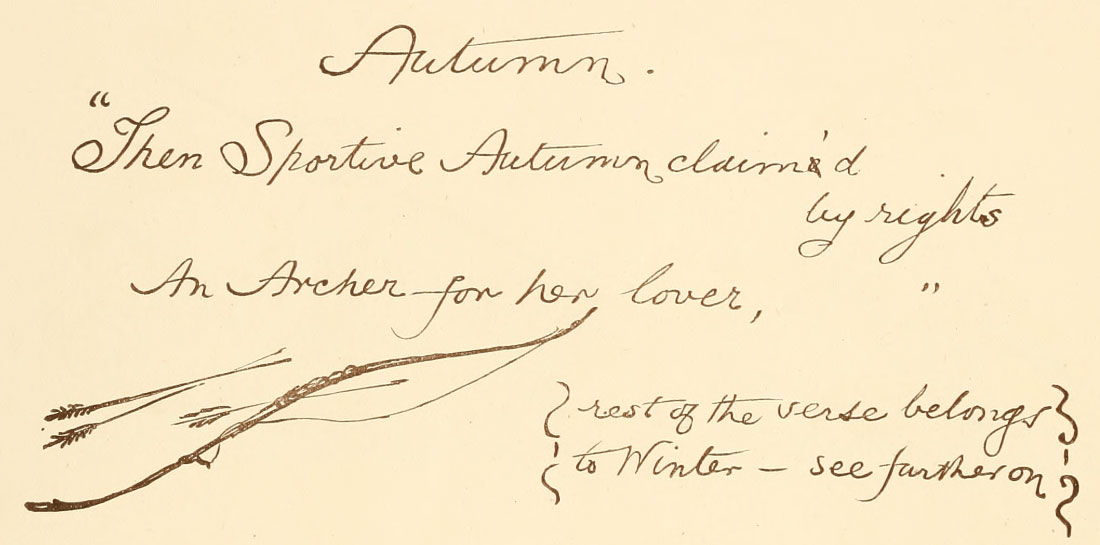 Autumn.
"Then Sportive Autumn claim'd
by rights
An Archer for her lover, "
{ rest of the verse belongs }
{ to Winter – see further on }